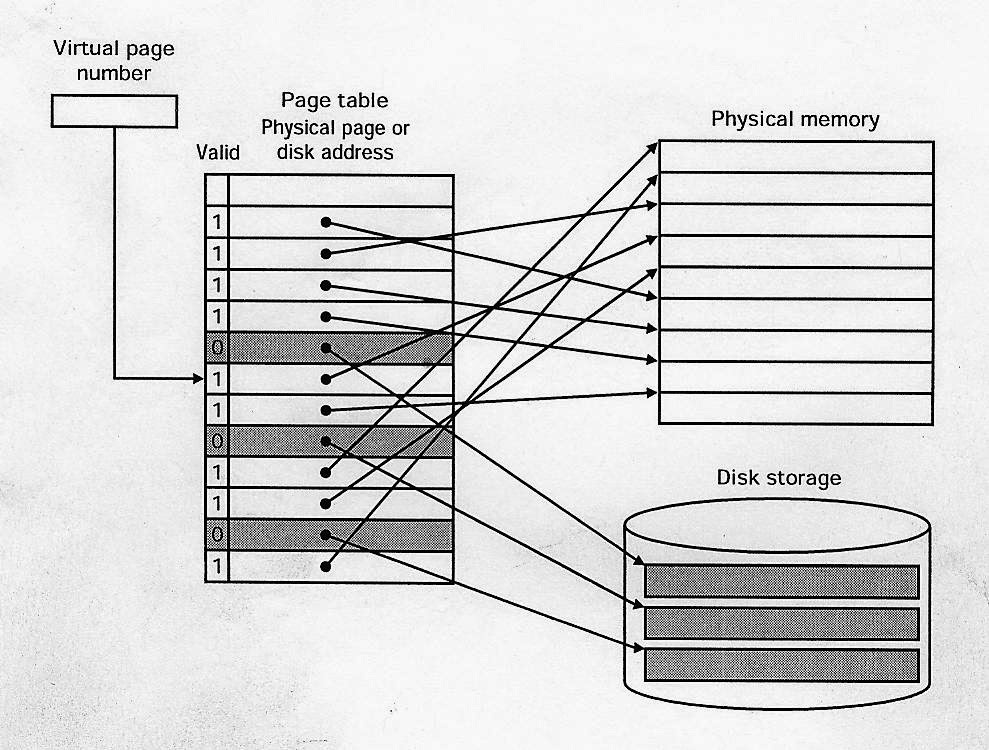 Virtual page
number
Page table
Physical page or
disk address
Valid
1
1
1
1
0
1
1
0
1
1
0
1
Physical memory
Disk storage